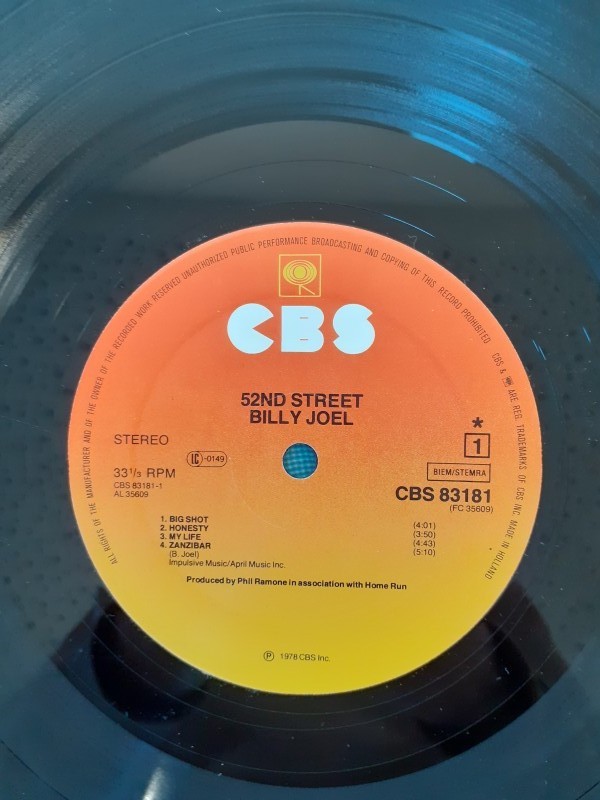 ALL RIGHTS OF THE MANUFACTURER AND OF THE OWNER OF THE RECORDED WORK RESERVED UNAUTHORIZED PUBLIC PERFORMANCE BROADCASTING AND COPYING OF THIS RECORD PROHIBITED CBS & ARE REG. TRADEMARKS OF CBS INC. MADE IN HOLLAND
CBS
52ND STREET
BILLY JOEL
STEREO
LC-0149
33 1/3 RPM
CBS 83181-1
AL 35609
*
1
BIEM/STEMRA
CBS 83181
(FC 35609)
1. BIG SHOT (4:01)
2. HONESTY (3:50)
3. MY LIFE (4:43)
4. ZANZIBAR (5:10)
(B. Joel)
Impulsive Music/April Music Inc.
Produced by Phil Ramone in association with Home Run
Ⓟ 1978 CBS Inc.